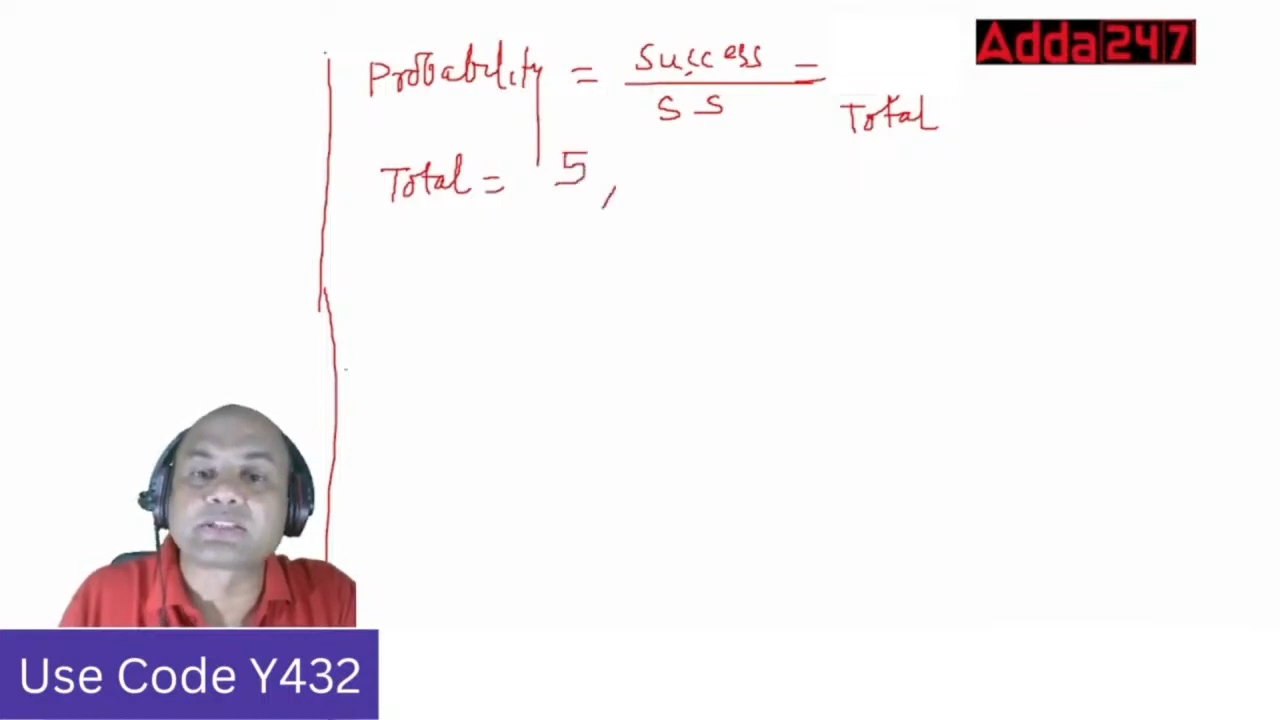 Probability = Success =
S S
Total
Total = 5 ,
Adda247
Use Code Y432